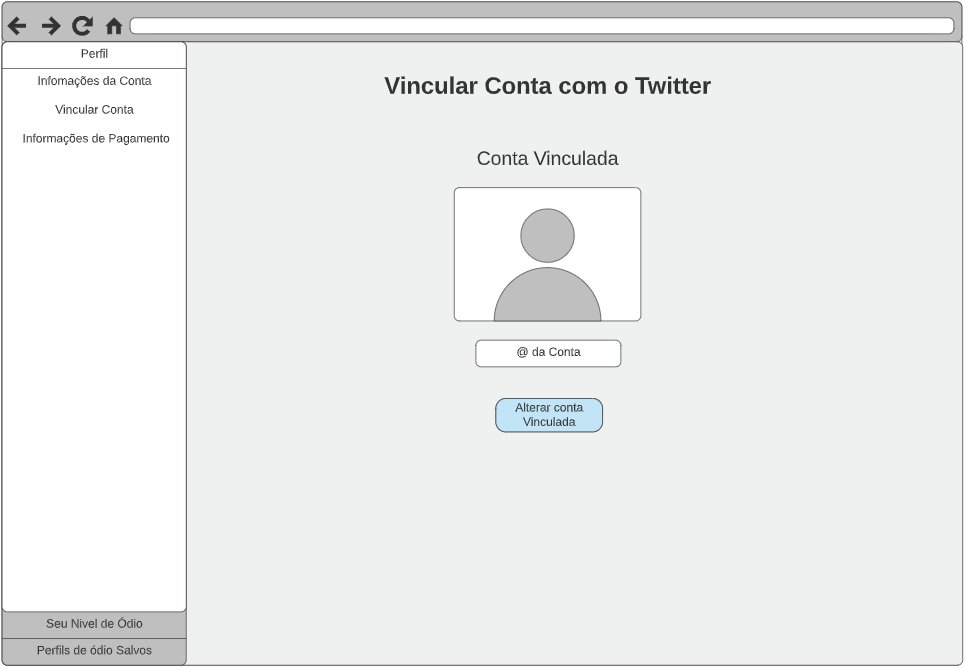 Perfil
Infomações da Conta
Vincular Conta
Informações de Pagamento
Seu Nivel de Ódio
Perfils de ódio Salvos
Vincular Conta com o Twitter
Conta Vinculada
@ da Conta
Alterar conta
Vinculada